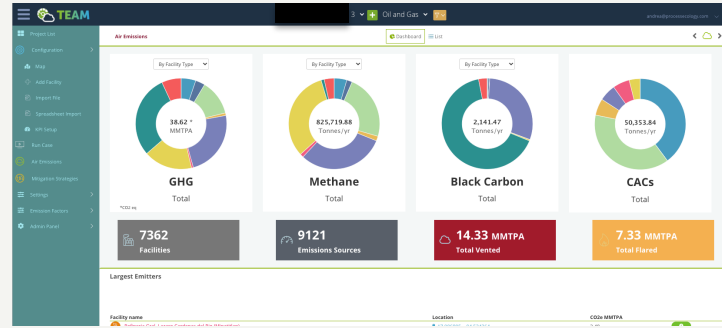 TEAM
3
Oil and Gas
Project List
Configuration
Map
Add Facility
Import File
Spreadsheet Import
KPI Setup
Run Case
Air Emissions
Mitigation Strategies
Settings
Emission Factors
Admin Panel
Air Emissions
Dashboard
List
By Facility Type
38.62 *
MMTPA
GHG
Total
*CO2 eq
By Facility Type
825,719.88
Tonnes/yr
Methane
Total
By Facility Type
2,141.47
Tonnes/yr
Black Carbon
Total
50,353.84
Tonnes/yr
CACs
Total
7362
Facilities
9121
Emissions Sources
14.33 MMTPA
Total Vented
7.33 MMTPA
Total Flared
Largest Emitters
Facility name
Location
CO2e MMTPA